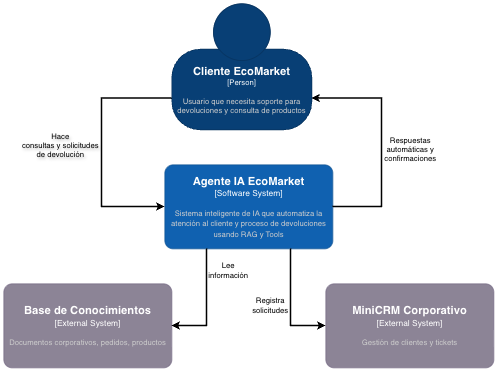 Cliente EcoMarket
[Person]
Usuario que necesita soporte para
devoluciones y consulta de productos
Hace
consultas y solicitudes
de devolución
Respuestas
automáticas y
confirmaciones
Agente IA EcoMarket
[Software System]
Sistema inteligente de IA que automatiza la
atención al cliente y proceso de devoluciones
usando RAG y Tools
Lee
información
Registra
solicitudes
Base de Conocimientos
[External System]
Documentos corporativos, pedidos, productos
MiniCRM Corporativo
[External System]
Gestión de clientes y tickets